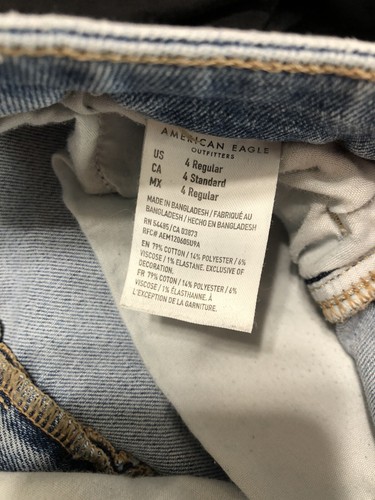 AMERICAN EAGLE
OUTFITTERS
US 4 Regular
CA 4 Standard
MX 4 Regular
MADE IN BANGLADESH / FABRIQUÉ AU
BANGLADESH / HECHO EN BANGLADESH
RN 54485/CA 03873
RFC# AEM120606U9A
EN 79% COTTON / 14% POLYESTER / 6%
VISCOSE / 1% ELASTANE. EXCLUSIVE OF
DECORATION.
FR 79% COTON / 14% POLYESTER / 6%
VISCOSE / 1% ÉLASTHANNE. À
L'EXCEPTION DE LA GARNITURE.